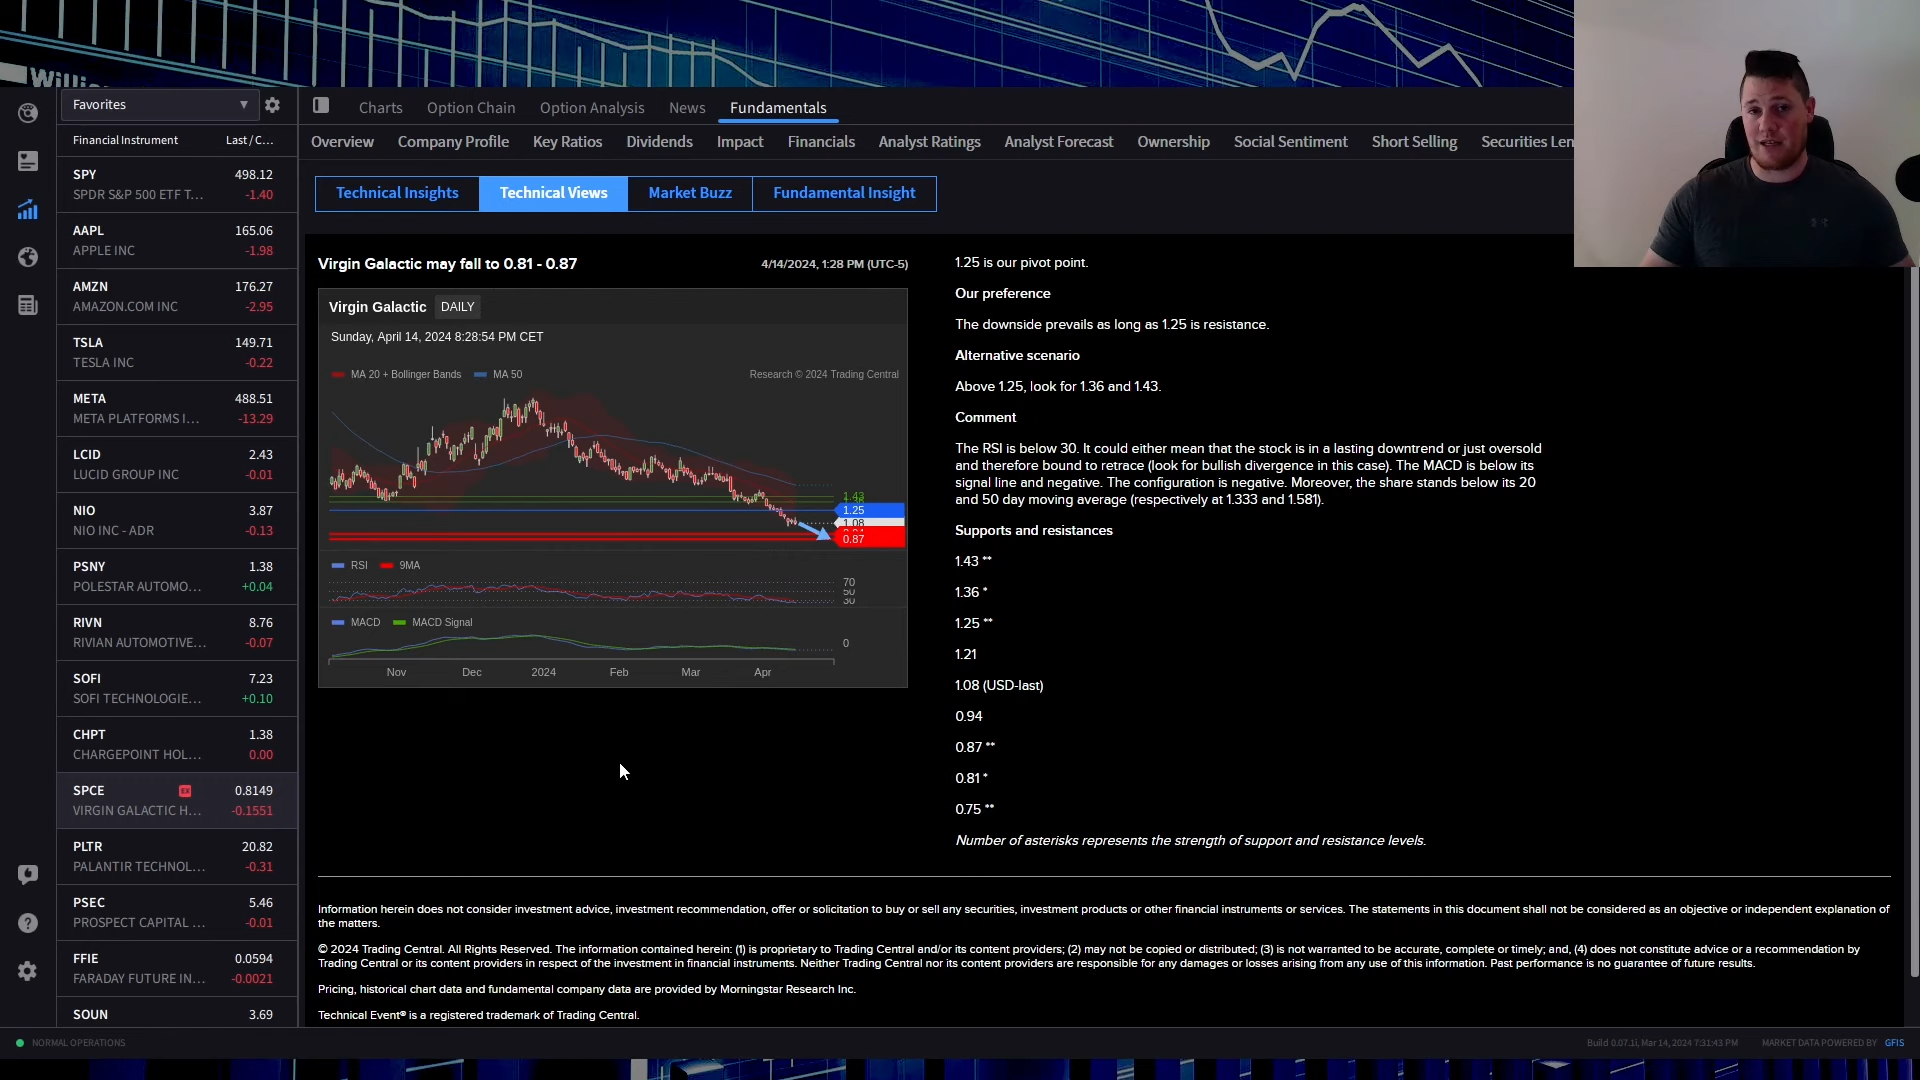 Favorites
Charts
Option Chain
Option Analysis
News
Fundamentals
Financial Instrument
Last / C...
Overview
Company Profile
Key Ratios
Dividends
Impact
Financials
Analyst Ratings
Analyst Forecast
Ownership
Social Sentiment
Short Selling
Securities Len
Technical Insights
Technical Views
Market Buzz
Fundamental Insight
SPY 498.12
SPDR S&P 500 ETF T... -1.40
AAPL 165.06
APPLE INC -1.98
AMZN 176.27
AMAZON.COM INC -2.95
TSLA 149.71
TESLA INC -0.22
META 488.51
META PLATFORMS I... -13.29
LCID 2.43
LUCID GROUP INC -0.01
NIO 3.87
NIO INC - ADR -0.13
PSNY 1.38
POLESTAR AUTOMO... +0.04
RIVN 8.76
RIVIAN AUTOMOTIVE... -0.07
SOFI 7.23
SOFI TECHNOLOGIE... +0.10
CHPT 1.38
CHARGEPOINT HOL... 0.00
SPCE EX 0.8149
VIRGIN GALACTIC H... -0.1551
PLTR 20.82
PALANTIR TECHNOL... -0.31
PSEC 5.46
PROSPECT CAPITAL ... -0.01
FFIE 0.0594
FARADAY FUTURE IN... -0.0021
SOUN 3.69
Virgin Galactic may fall to 0.81 - 0.87
4/14/2024, 1:28 PM (UTC-5)
Virgin Galactic DAILY
Sunday, April 14, 2024 8:28:54 PM CET
MA 20 + Bollinger Bands MA 50
Research © 2024 Trading Central
1.43
1.25
1.08
0.87
RSI 9MA
70
50
30
MACD MACD Signal
0
Nov Dec 2024 Feb Mar Apr
1.25 is our pivot point.
Our preference
The downside prevails as long as 1.25 is resistance.
Alternative scenario
Above 1.25, look for 1.36 and 1.43.
Comment
The RSI is below 30. It could either mean that the stock is in a lasting downtrend or just oversold
and therefore bound to retrace (look for bullish divergence in this case). The MACD is below its
signal line and negative. The configuration is negative. Moreover, the share stands below its 20
and 50 day moving average (respectively at 1.333 and 1.581).
Supports and resistances
1.43 **
1.36 *
1.25 **
1.21
1.08 (USD-last)
0.94
0.87 **
0.81 *
0.75 **
Number of asterisks represents the strength of support and resistance levels.
Information herein does not consider investment advice, investment recommendation, offer or solicitation to buy or sell any securities, investment products or other financial instruments or services. The statements in this document shall not be considered as an objective or independent explanation of
the matters.
© 2024 Trading Central. All Rights Reserved. The information contained herein: (1) is proprietary to Trading Central and/or its content providers; (2) may not be copied or distributed; (3) is not warranted to be accurate, complete or timely; and, (4) does not constitute advice or a recommendation by
Trading Central or its content providers in respect of the investment in financial instruments. Neither Trading Central nor its content providers are responsible for any damages or losses arising from any use of this information. Past performance is no guarantee of future results.
Pricing, historical chart data and fundamental company data are provided by Morningstar Research Inc.
Technical Event® is a registered trademark of Trading Central.
NORMAL OPERATIONS
Build 0.07.1i, Mar 14, 2024 7:31:43 PM
MARKET DATA POWERED BY GFIS